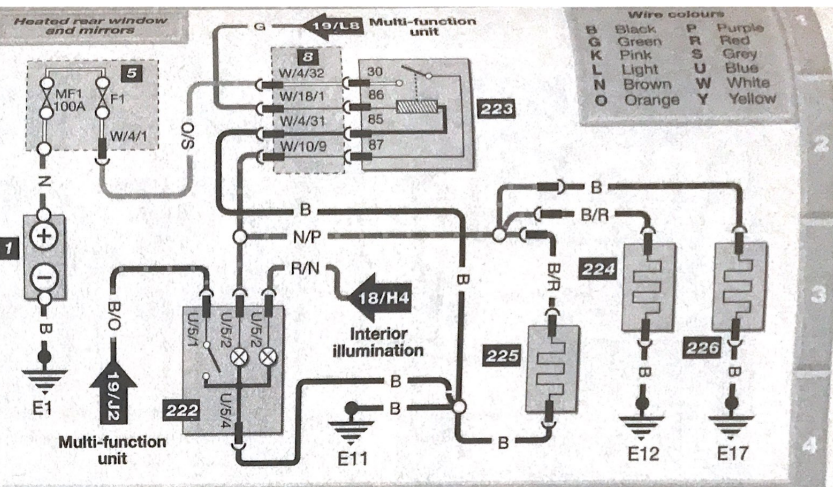 Heated rear window
and mirrors
G
19/L8
Multi-function
unit
Wire colours
B Black P Purple
G Green R Red
K Pink S Grey
L Light U Blue
N Brown W White
O Orange Y Yellow
1
2
3
4
5
MF1
100A
F1
W/4/1
O/S
8
W/4/32
W/18/1
W/4/31
W/10/9
30
86
85
87
223
N
1
B
E1
B
N/P
R/N
18/H4
Interior
illumination
B/O
19/J2
Multi-function
unit
U/5/1
U/5/2
U/5/2
U/5/4
222
B
B
B
E11
B
B
B/R
B/R
224
225
226
B
B
E12
E17